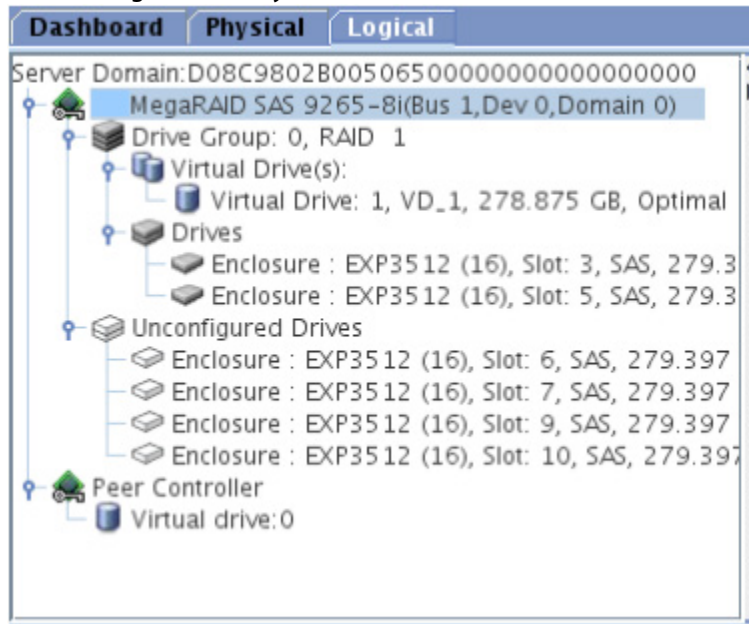 Dashboard Physical Logical
Server Domain:D08C9802B00506500000000000000000
MegaRAID SAS 9265-8i(Bus 1,Dev 0,Domain 0)
Drive Group: 0, RAID 1
Virtual Drive(s):
Virtual Drive: 1, VD_1, 278.875 GB, Optimal
Drives
Enclosure : EXP3512 (16), Slot: 3, SAS, 279.3
Enclosure : EXP3512 (16), Slot: 5, SAS, 279.3
Unconfigured Drives
Enclosure : EXP3512 (16), Slot: 6, SAS, 279.397
Enclosure : EXP3512 (16), Slot: 7, SAS, 279.397
Enclosure : EXP3512 (16), Slot: 9, SAS, 279.397
Enclosure : EXP3512 (16), Slot: 10, SAS, 279.397
Peer Controller
Virtual drive:0